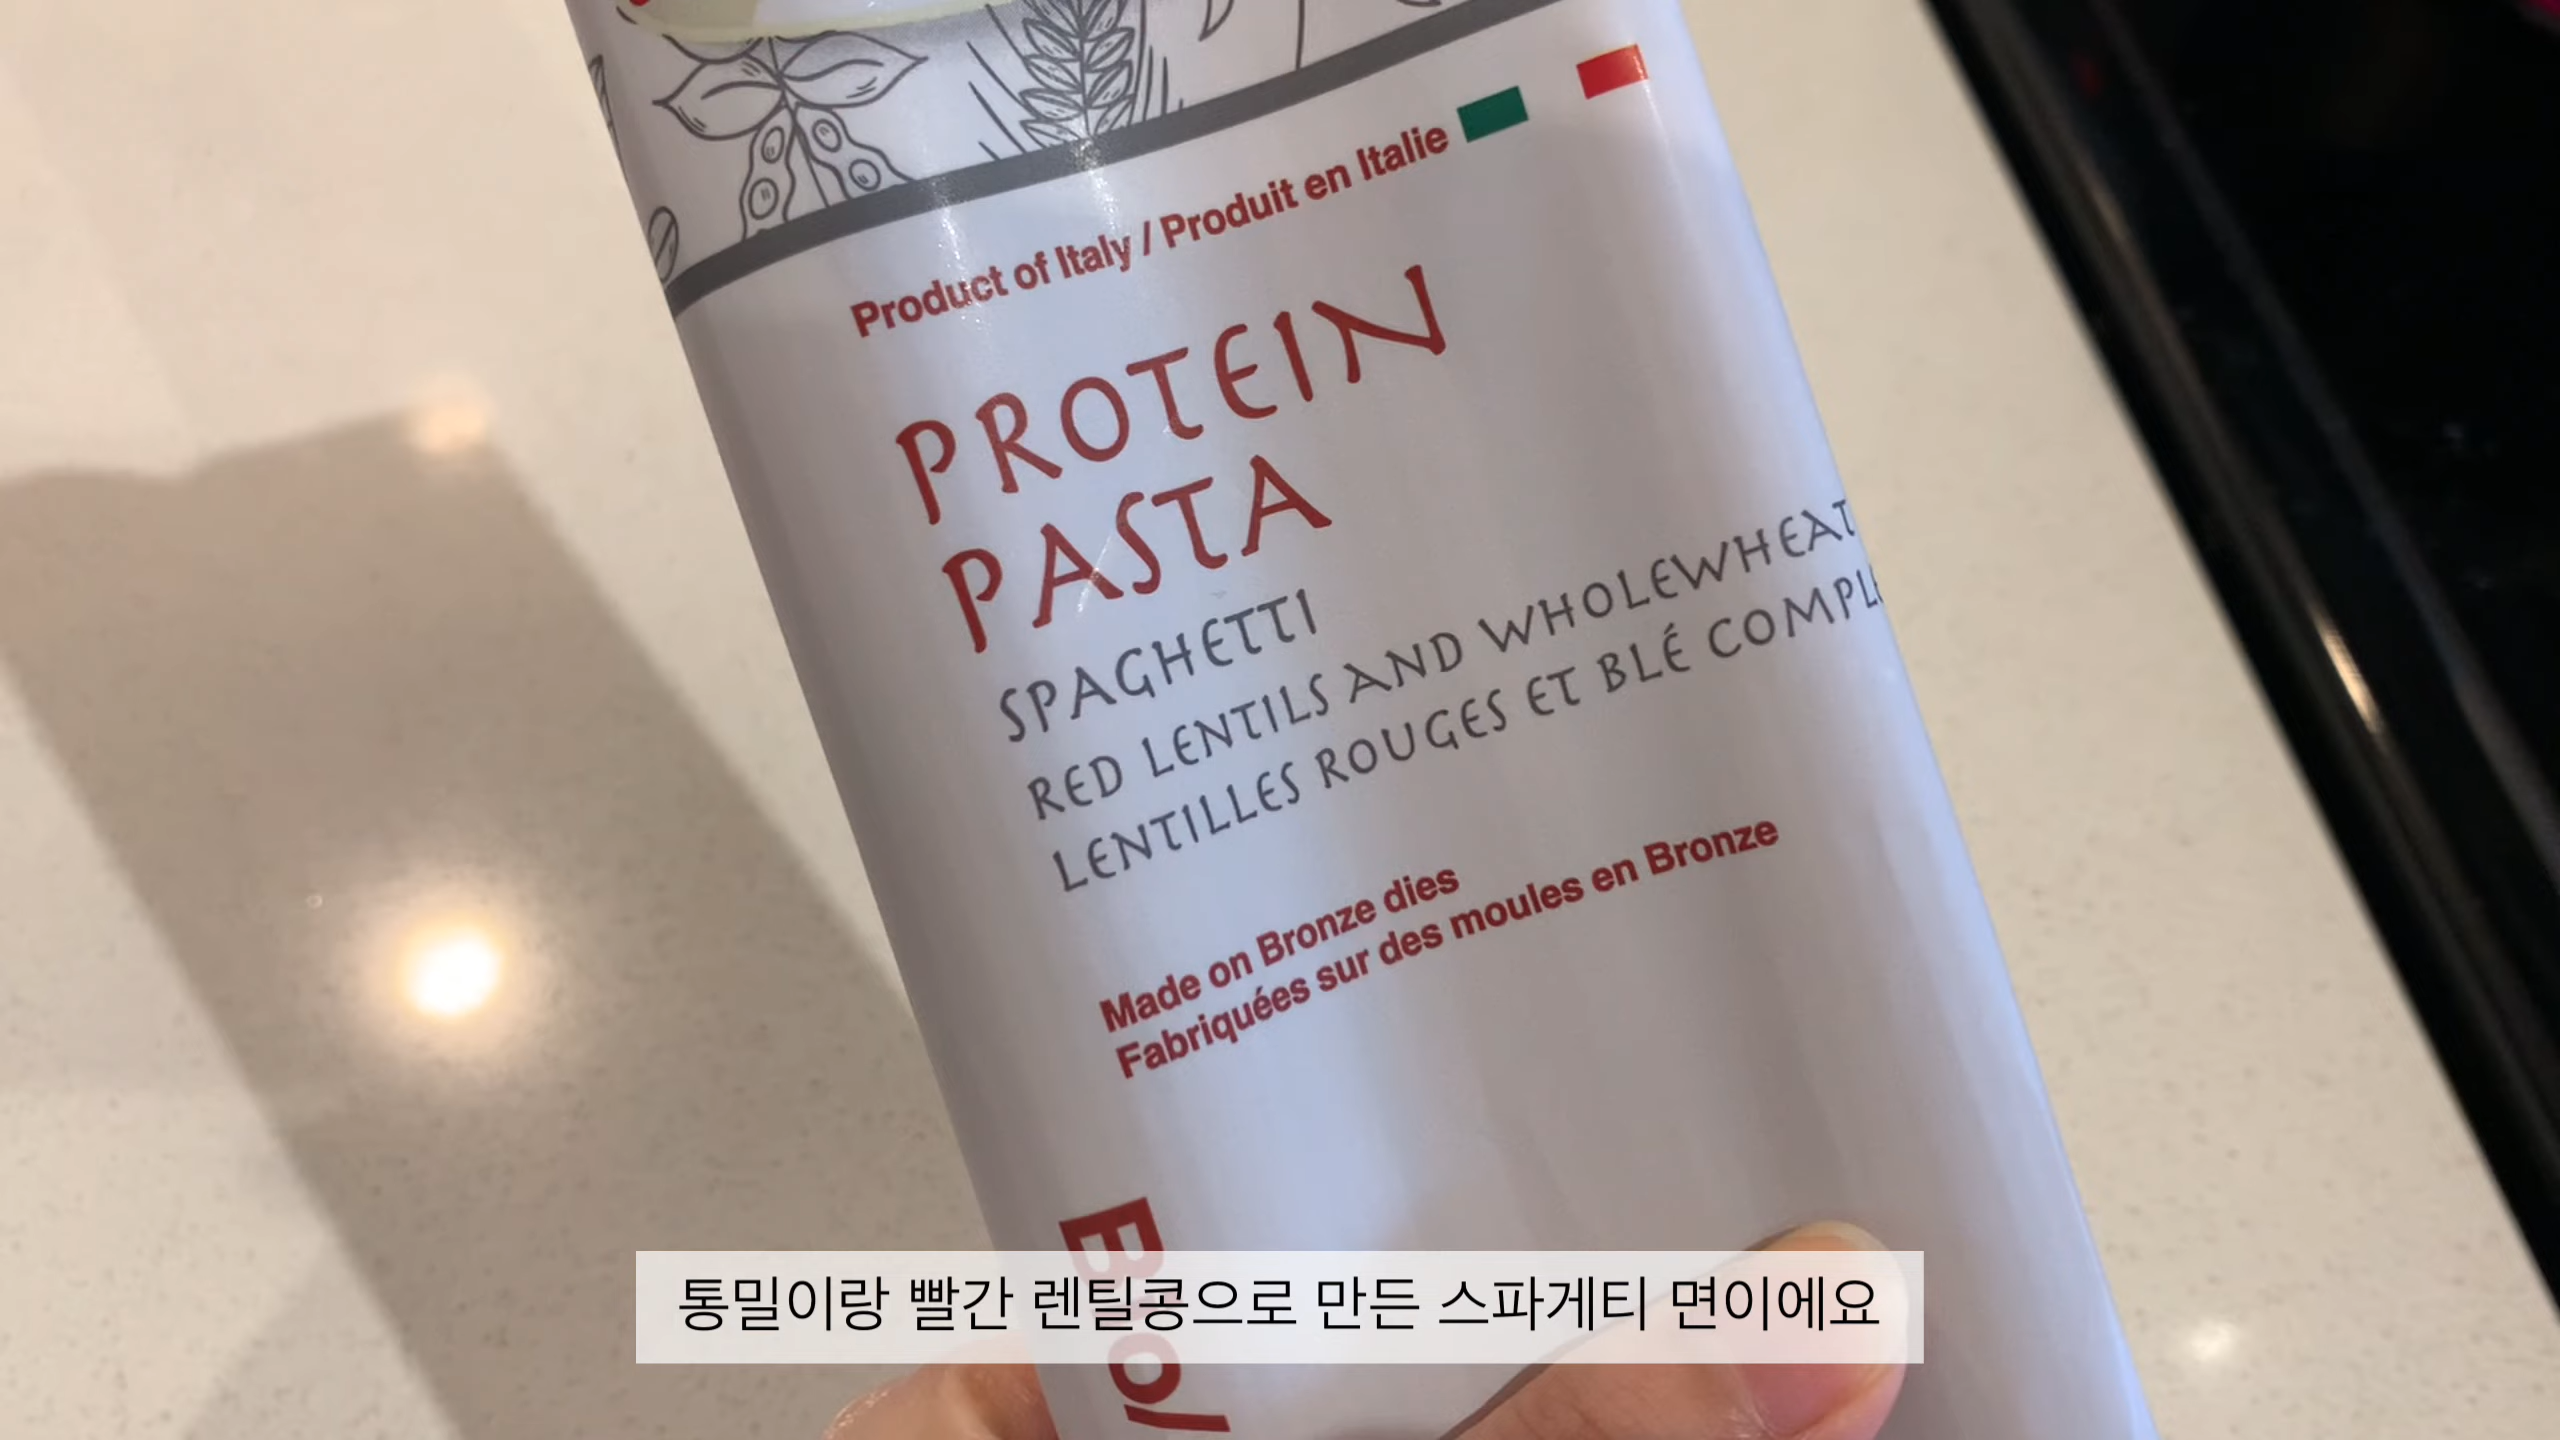 Product of Italy / Produit en Italie
PROTEIN
PASTA
SPAGHETTI
RED LENTILS AND WHOLEWHEAT
LENTILLES ROUGES ET BLÉ
Made on Bronze dies
Fabriquées sur des moules en Bronze
통밀이랑 빨간 렌틸콩으로 만든 스파게티 면이에요